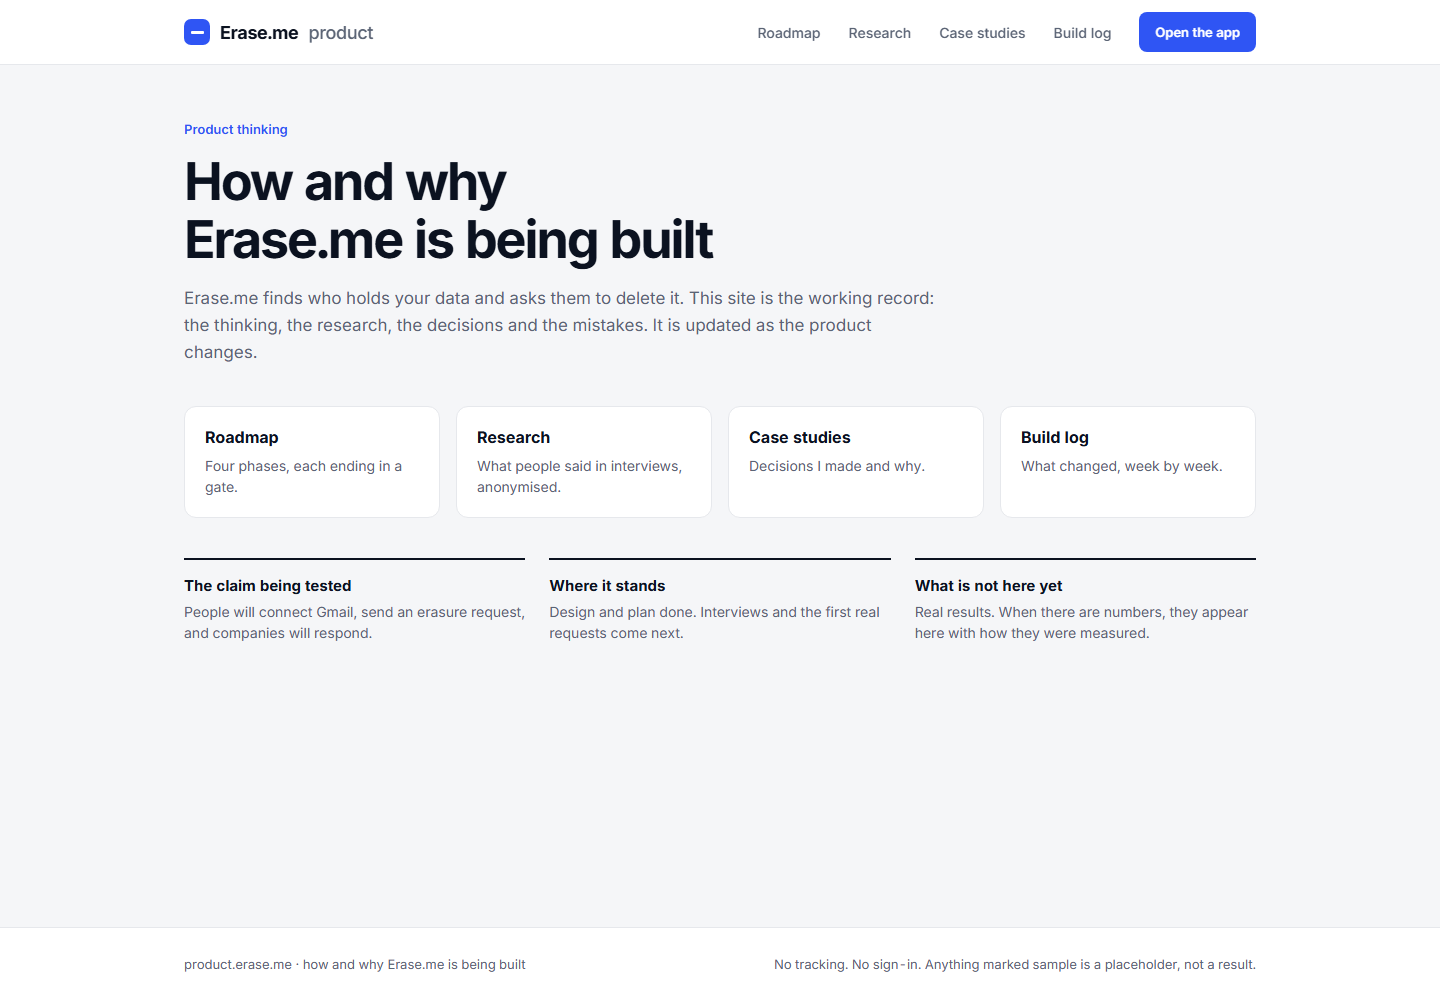 Erase.me product
Roadmap
Research
Case studies
Build log
Open the app
Product thinking
How and why
Erase.me is being built
Erase.me finds who holds your data and asks them to delete it. This site is the working record:
the thinking, the research, the decisions and the mistakes. It is updated as the product
changes.
Roadmap
Four phases, each ending in a
gate.
Research
What people said in interviews,
anonymised.
Case studies
Decisions I made and why.
Build log
What changed, week by week.
The claim being tested
People will connect Gmail, send an erasure request,
and companies will respond.
Where it stands
Design and plan done. Interviews and the first real
requests come next.
What is not here yet
Real results. When there are numbers, they appear
here with how they were measured.
product.erase.me · how and why Erase.me is being built
No tracking. No sign-in. Anything marked sample is a placeholder, not a result.